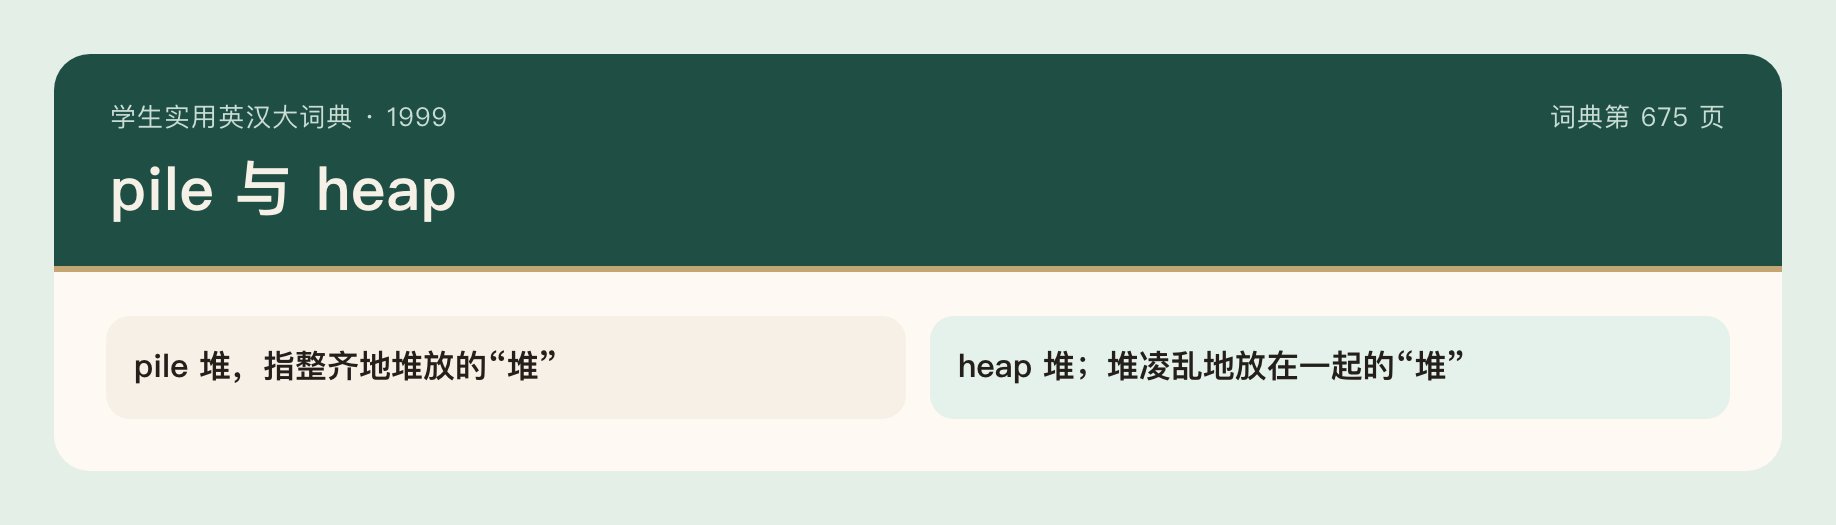 学生实用英汉大词典 · 1999
词典第 675 页
pile 与 heap
pile 堆，指整齐地堆放的“堆”
heap 堆；堆凌乱地放在一起的“堆”